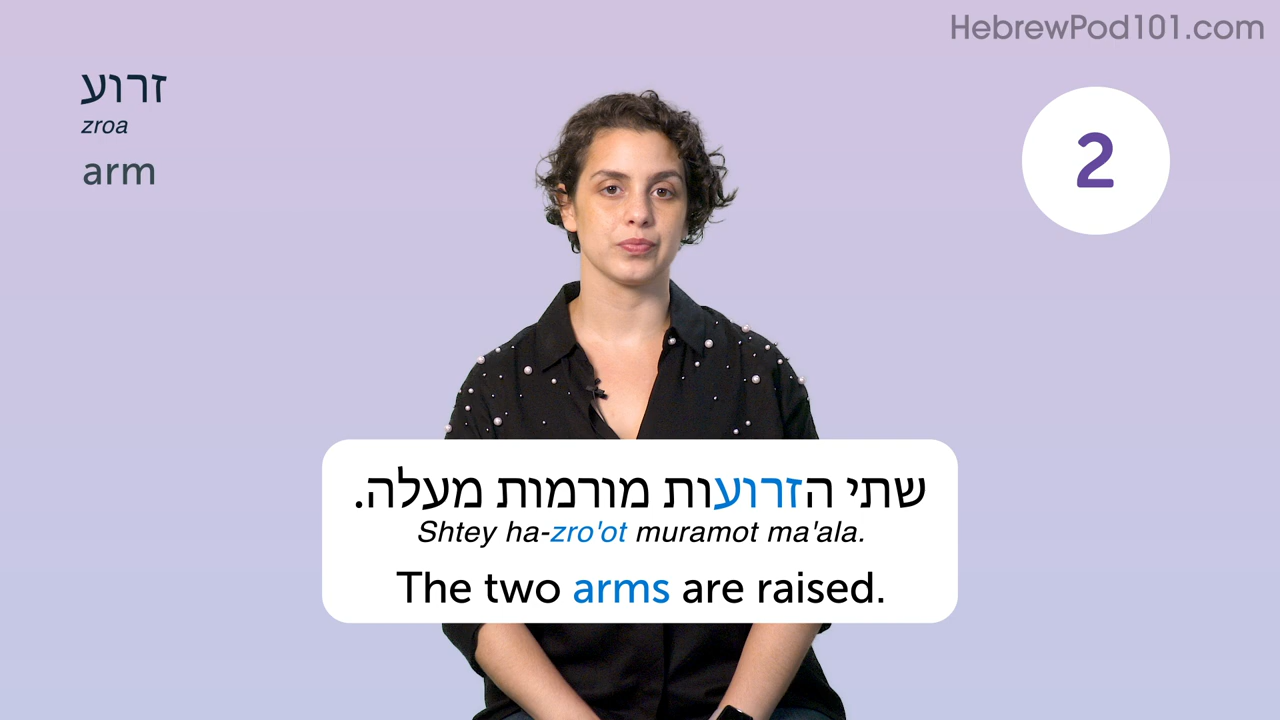 HebrewPod101.com
זרוע
zroa
arm
2
שתי הזרועות מורמות מעלה.
Shtey ha-zro'ot muramot ma'ala.
The two arms are raised.